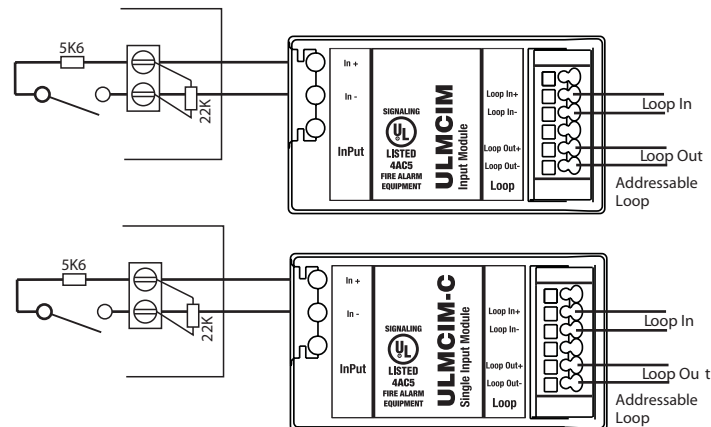 5K6
22K
In +
In -
InPut
SIGNALING
UL
LISTED
4AC5
FIRE ALARM
EQUIPMENT
ULMCIM
Input Module
Loop In+
Loop In-
Loop Out+
Loop Out-
Loop
Loop In
Loop Out
Addressable
Loop
5K6
22K
In +
In -
InPut
SIGNALING
UL
LISTED
4AC5
FIRE ALARM
EQUIPMENT
ULMCIM-C
Single Input Module
Loop In+
Loop In-
Loop Out+
Loop Out-
Loop
Loop In
Loop Ou t
Addressable
Loop